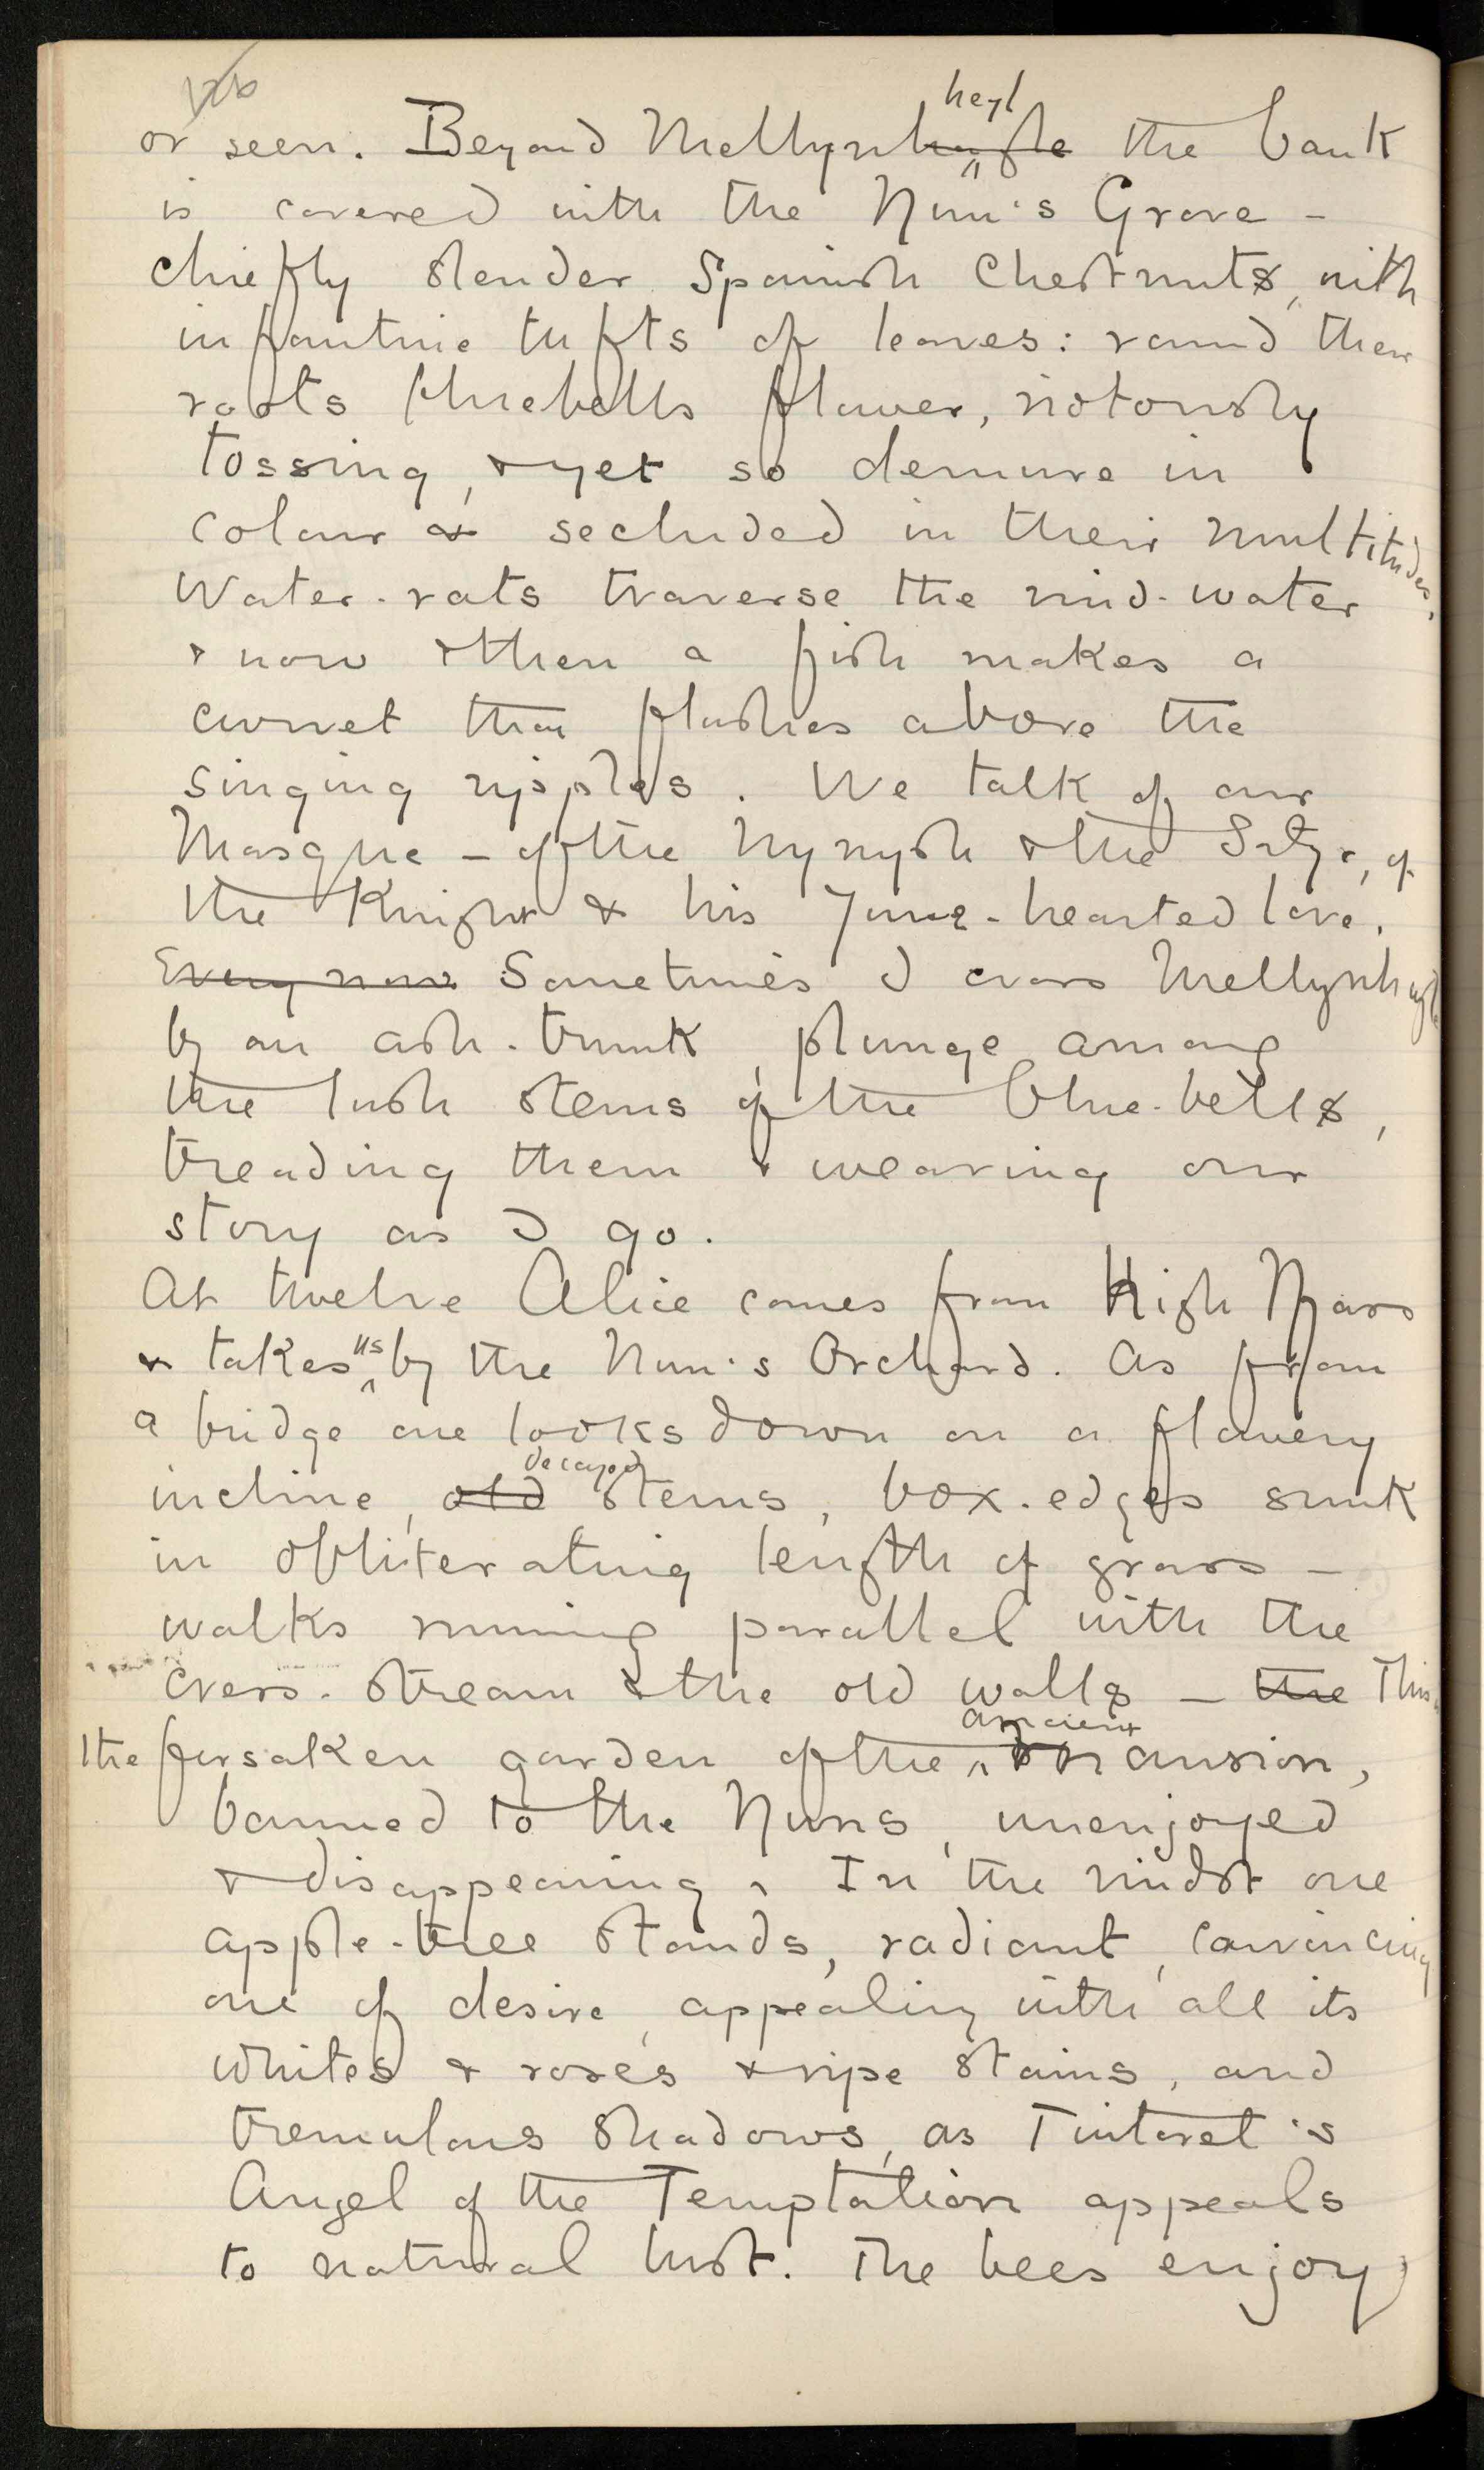 or seen. Beyond Mellynheyl the bank
is covered with the Nun's Grove –
chiefly slender Spanish Chestnuts, with
infantine tufts of leaves: round their
roots bluebells flower, riotously
tossing, & yet so demure in
colour & secluded in their multitudes.
Water-rats traverse the mid-water
& now & then a fish makes a
curvet that flashes above the
singing ripples. We talk of our
Masque – of the Nymph & the Satyr, of
the Knight & his June-hearted love.
Every now Sometimes I cross Mellynheyle
by an ash-trunk, plunge among
the lush stems of the blue-bells,
treading them & weaving our
story as I go.
At twelve Alice comes from High Mass
& takes us by the Nun's Orchard. As from
a bridge one looks down on a flowery
incline, old decayed stems, box-edges sunk
in obliterating length of grass –
walks running parallel with the
cress-stream & the old walls – the This is
the forsaken garden of the ancient mansion,
banned to the Nuns, unenjoyed
& disappearing. In the midst one
apple-tree stands, radiant, convincing
one of desire, appealing with all its
whites & roses & ripe stains, and
tremulous shadows, as Tintoret's
Angel of the Temptation appeals
to natural lust. The bees enjoy